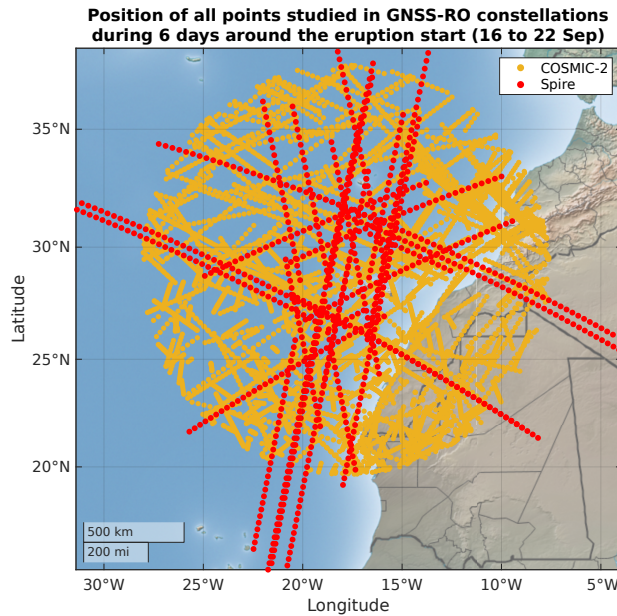 Position of all points studied in GNSS-RO constellations
during 6 days around the eruption start (16 to 22 Sep)
COSMIC-2
Spire
35°N
30°N
25°N
20°N
Latitude
500 km
200 mi
30°W 25°W 20°W 15°W 10°W 5°W
Longitude